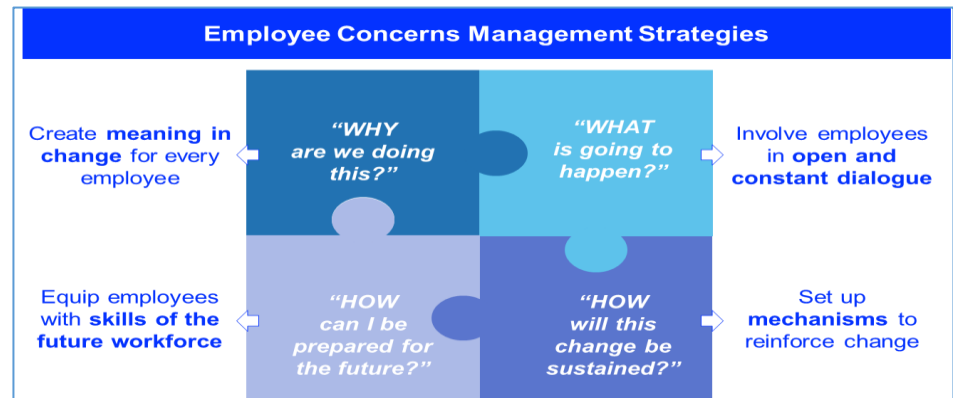 Employee Concerns Management Strategies
Create meaning in
change for every
employee
“WHY
are we doing
this?”
“WHAT
is going to
happen?”
Involve employees
in open and
constant dialogue
Equip employees
with skills of the
future workforce
“HOW
can I be
prepared for
the future?”
“HOW
will this
change be
sustained?”
Set up
mechanisms to
reinforce change